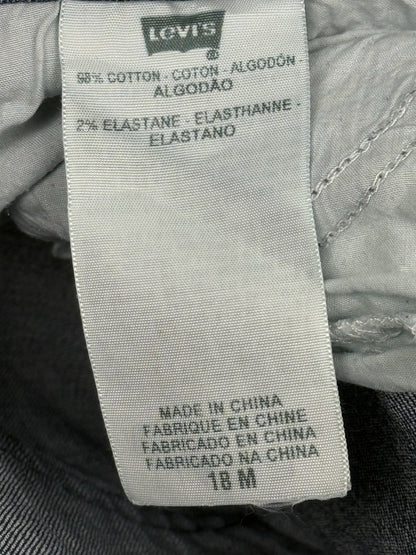 LEVI'S
®
98% COTTON - COTON - ALGODÓN -
ALGODÃO
2% ELASTANE - ELASTHANNE -
ELASTANO
MADE IN CHINA
FABRIQUE EN CHINE
FABRICADO EN CHINA
FABRICADO NA CHINA
18 M